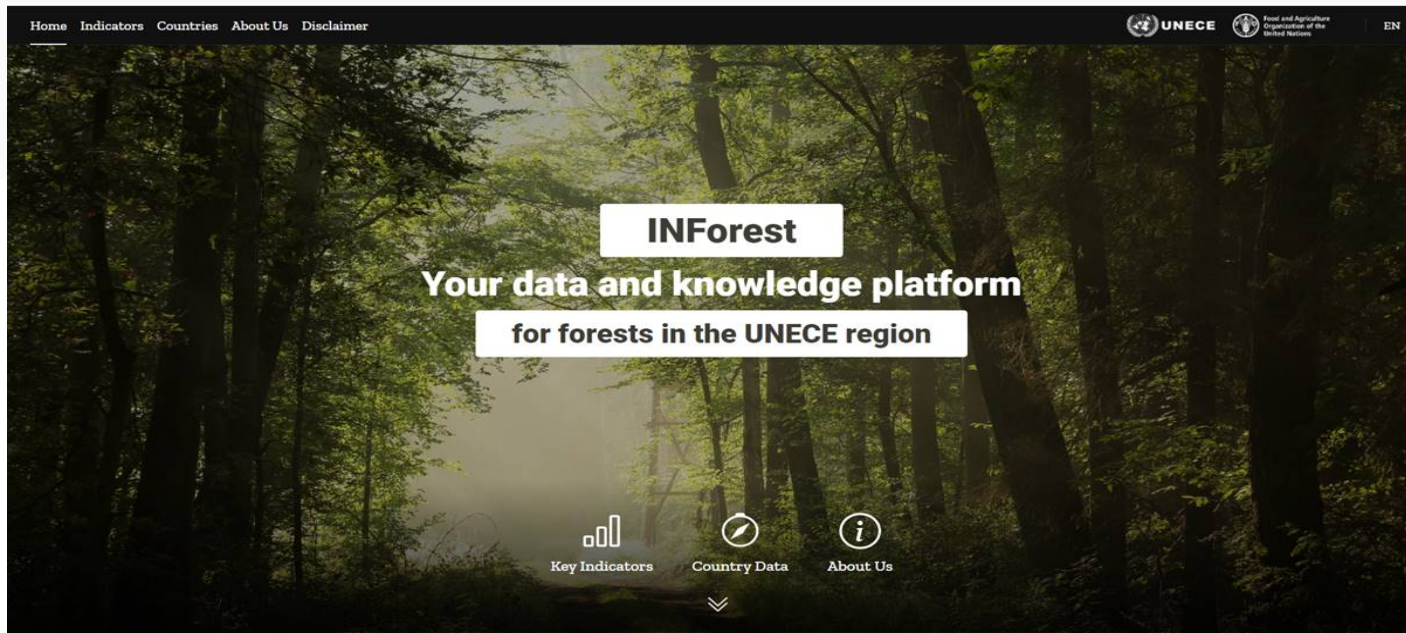 Home Indicators Countries About Us Disclaimer
UNECE
Food and Agriculture
Organization of the
United Nations
EN
INForest
Your data and knowledge platform
for forests in the UNECE region
Key Indicators Country Data About Us